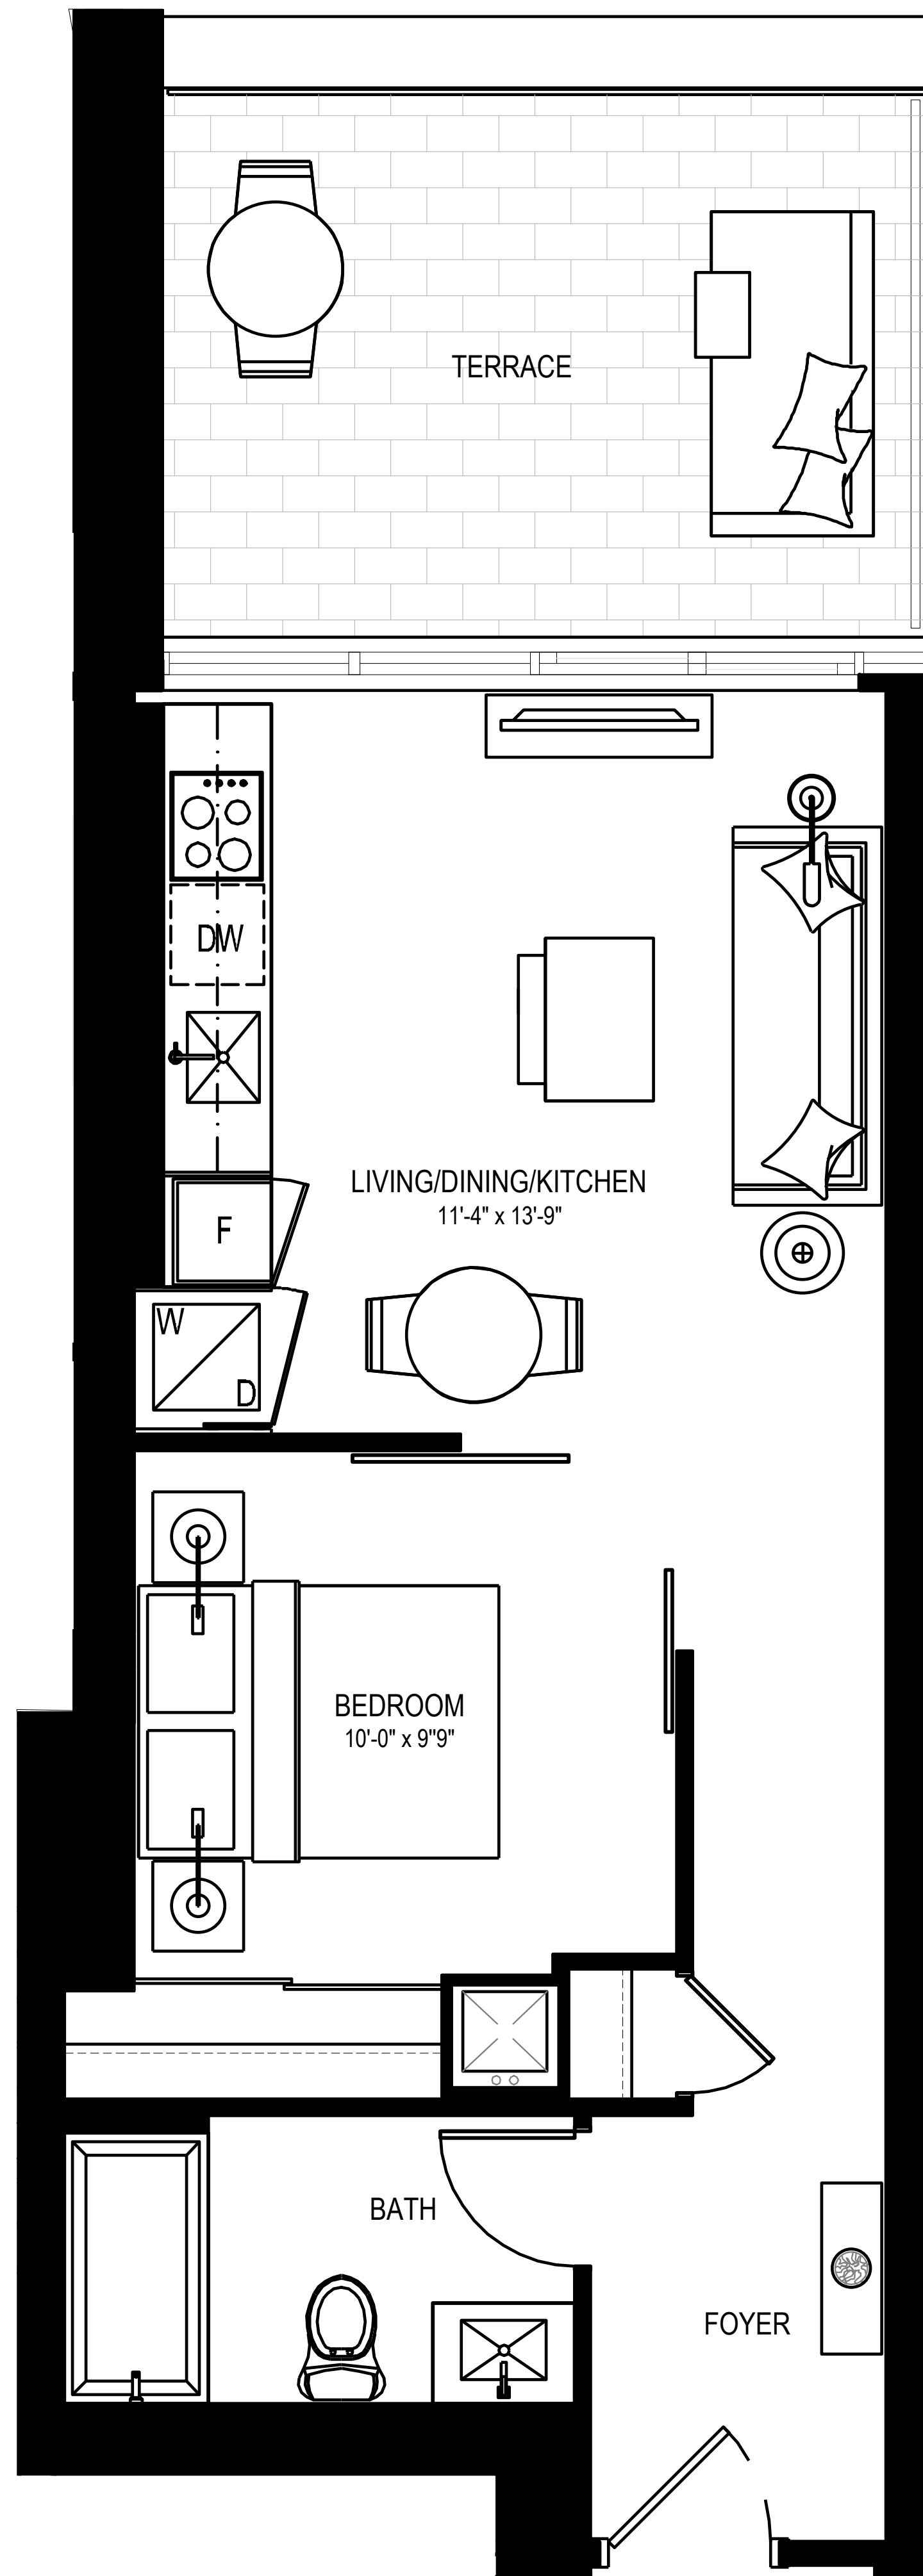 TERRACE
DW
LIVING/DINING/KITCHEN
11'-4" x 13'-9"
F
W
D
BEDROOM
10'-0" x 9"9"
BATH
FOYER